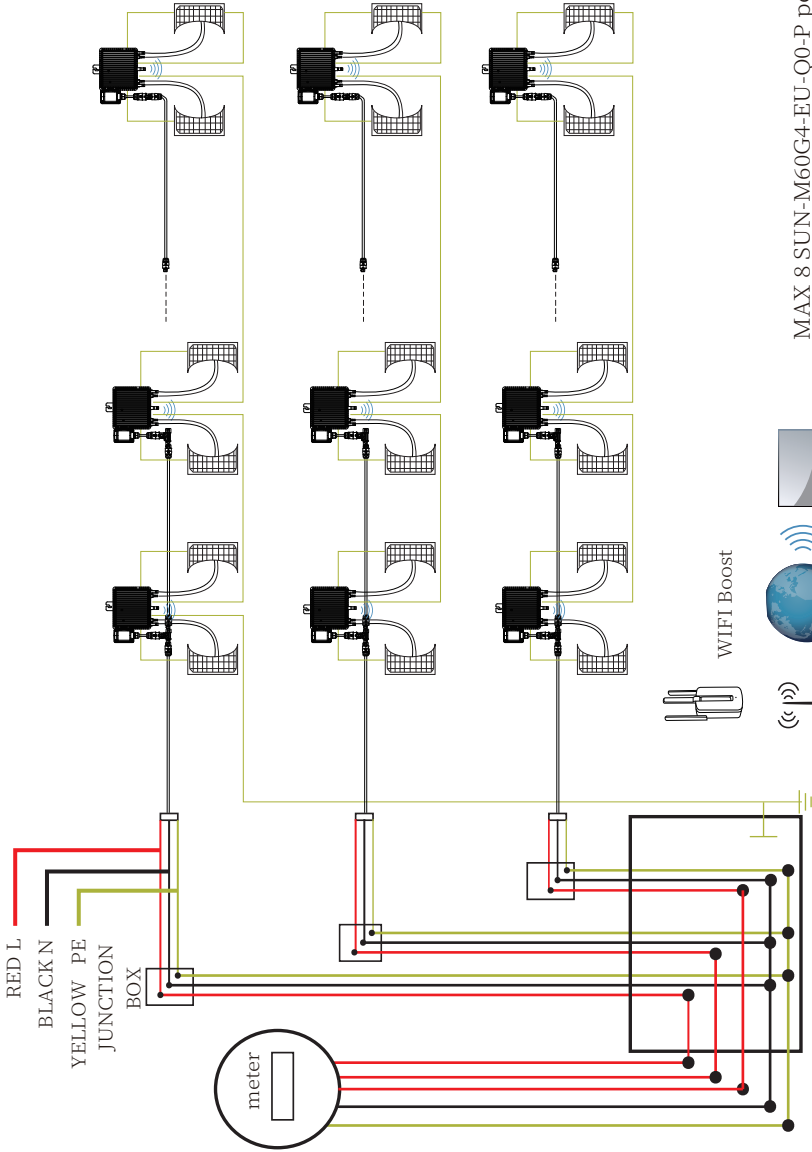 RED L
BLACK N
YELLOW PE
JUNCTION
BOX
meter
WIFI Boost
MAX 8 SUN-M60G4-EU-Q0-P